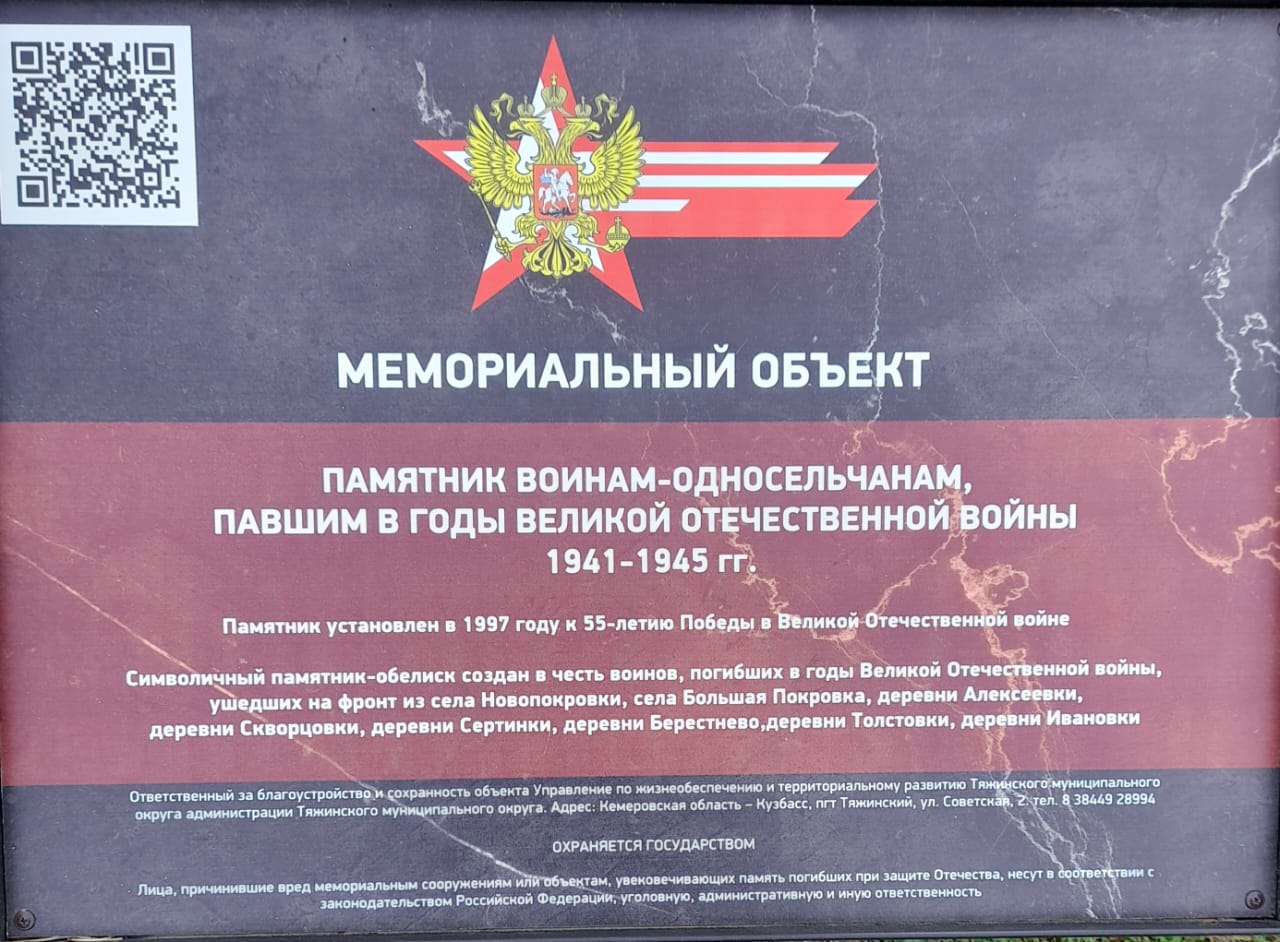 МЕМОРИАЛЬНЫЙ ОБЪЕКТ
ПАМЯТНИК ВОИНАМ-ОДНОСЕЛЬЧАНАМ,
ПАВШИМ В ГОДЫ ВЕЛИКОЙ ОТЕЧЕСТВЕННОЙ ВОЙНЫ
1941-1945 гг.
Памятник установлен в 1997 году к 55-летию Победы в Великой Отечественной войне
Символичный памятник-обелиск создан в честь воинов, погибших в годы Великой Отечественной войны,
ушедших на фронт из села Новопокровки, села Большая Покровка, деревни Алексеевки,
деревни Скворцовки, деревни Сертинки, деревни Берестнево,деревни Толстовки, деревни Ивановки
Ответственный за благоустройство и сохранность объекта Управление по жизнеобеспечению и территориальному развитию Тяжинского муниципального
округа администрации Тяжинского муниципального округа. Адрес: Кемеровская область – Кузбасс, пгт Тяжинский, ул. Советская, 2. тел. 8 38449 28994
ОХРАНЯЕТСЯ ГОСУДАРСТВОМ
Лица, причинившие вред мемориальным сооружениям или объектам, увековечивающих память погибших при защите Отечества, несут в соответствии с
законодательством Российской Федерации, уголовную, административную и иную ответственность